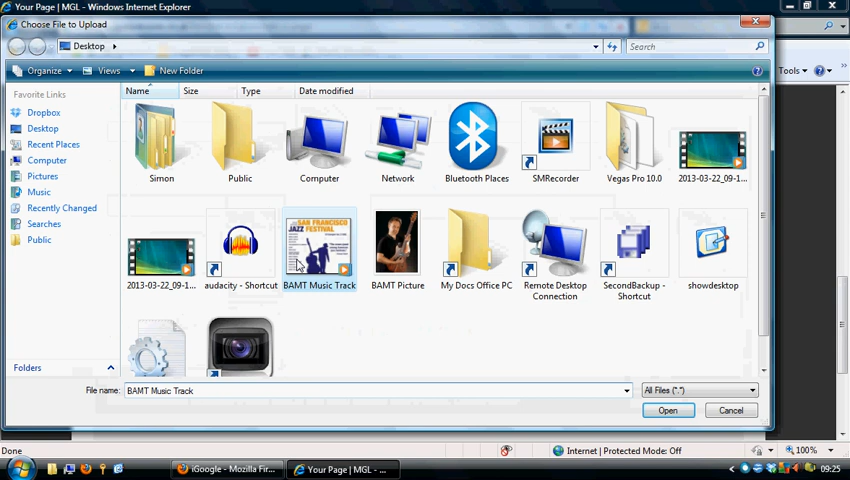 Your Page | MGL - Windows Internet Explorer
Choose File to Upload
Desktop
Search
Organize
Views
New Folder
Tools
Favorite Links
Name
Size
Type
Date modified
Dropbox
Desktop
Recent Places
Computer
Pictures
Music
Recently Changed
Searches
Public
Simon
Public
Computer
Network
Bluetooth Places
SMRecorder
Vegas Pro 10.0
2013-03-22_09-1...
SAN FRANCISCO
JAZZ FESTIVAL
2013-03-22_09-1...
audacity - Shortcut
BAMT Music Track
BAMT Picture
My Docs Office PC
Remote Desktop
Connection
SecondBackup -
Shortcut
showdesktop
Folders
File name:
BAMT Music Track
All Files (*.*)
Open
Cancel
Done
Internet | Protected Mode: Off
100%
iGoogle - Mozilla Fir...
Your Page | MGL - ...
09:25